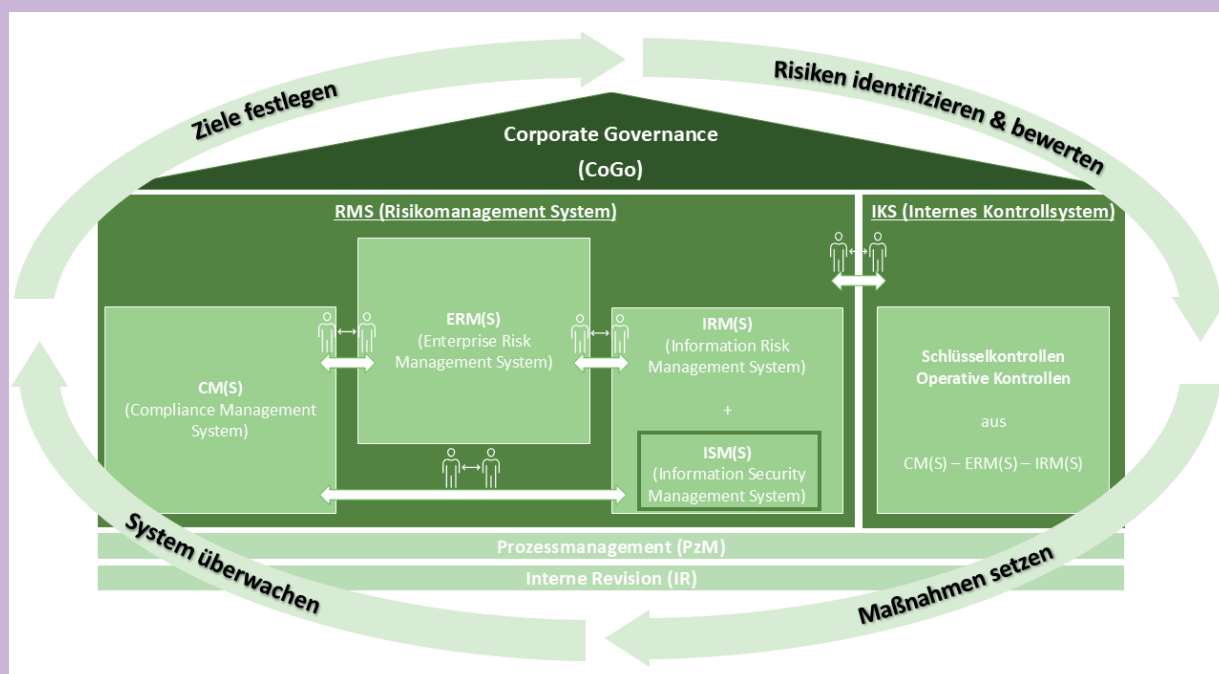 Ziele festlegen
Risiken identifizieren & bewerten
Corporate Governance
(CoGo)
RMS (Risikomanagement System)
IKS (Internes Kontrollsystem)
CM(S)
(Compliance Management
System)
ERM(S)
(Enterprise Risk
Management System)
IRM(S)
(Information Risk
Management System)
+
ISM(S)
(Information Security
Management System)
Schlüsselkontrollen
Operative Kontrollen
aus
CM(S) – ERM(S) – IRM(S)
Prozessmanagement (PzM)
Interne Revision (IR)
System überwachen
Maßnahmen setzen